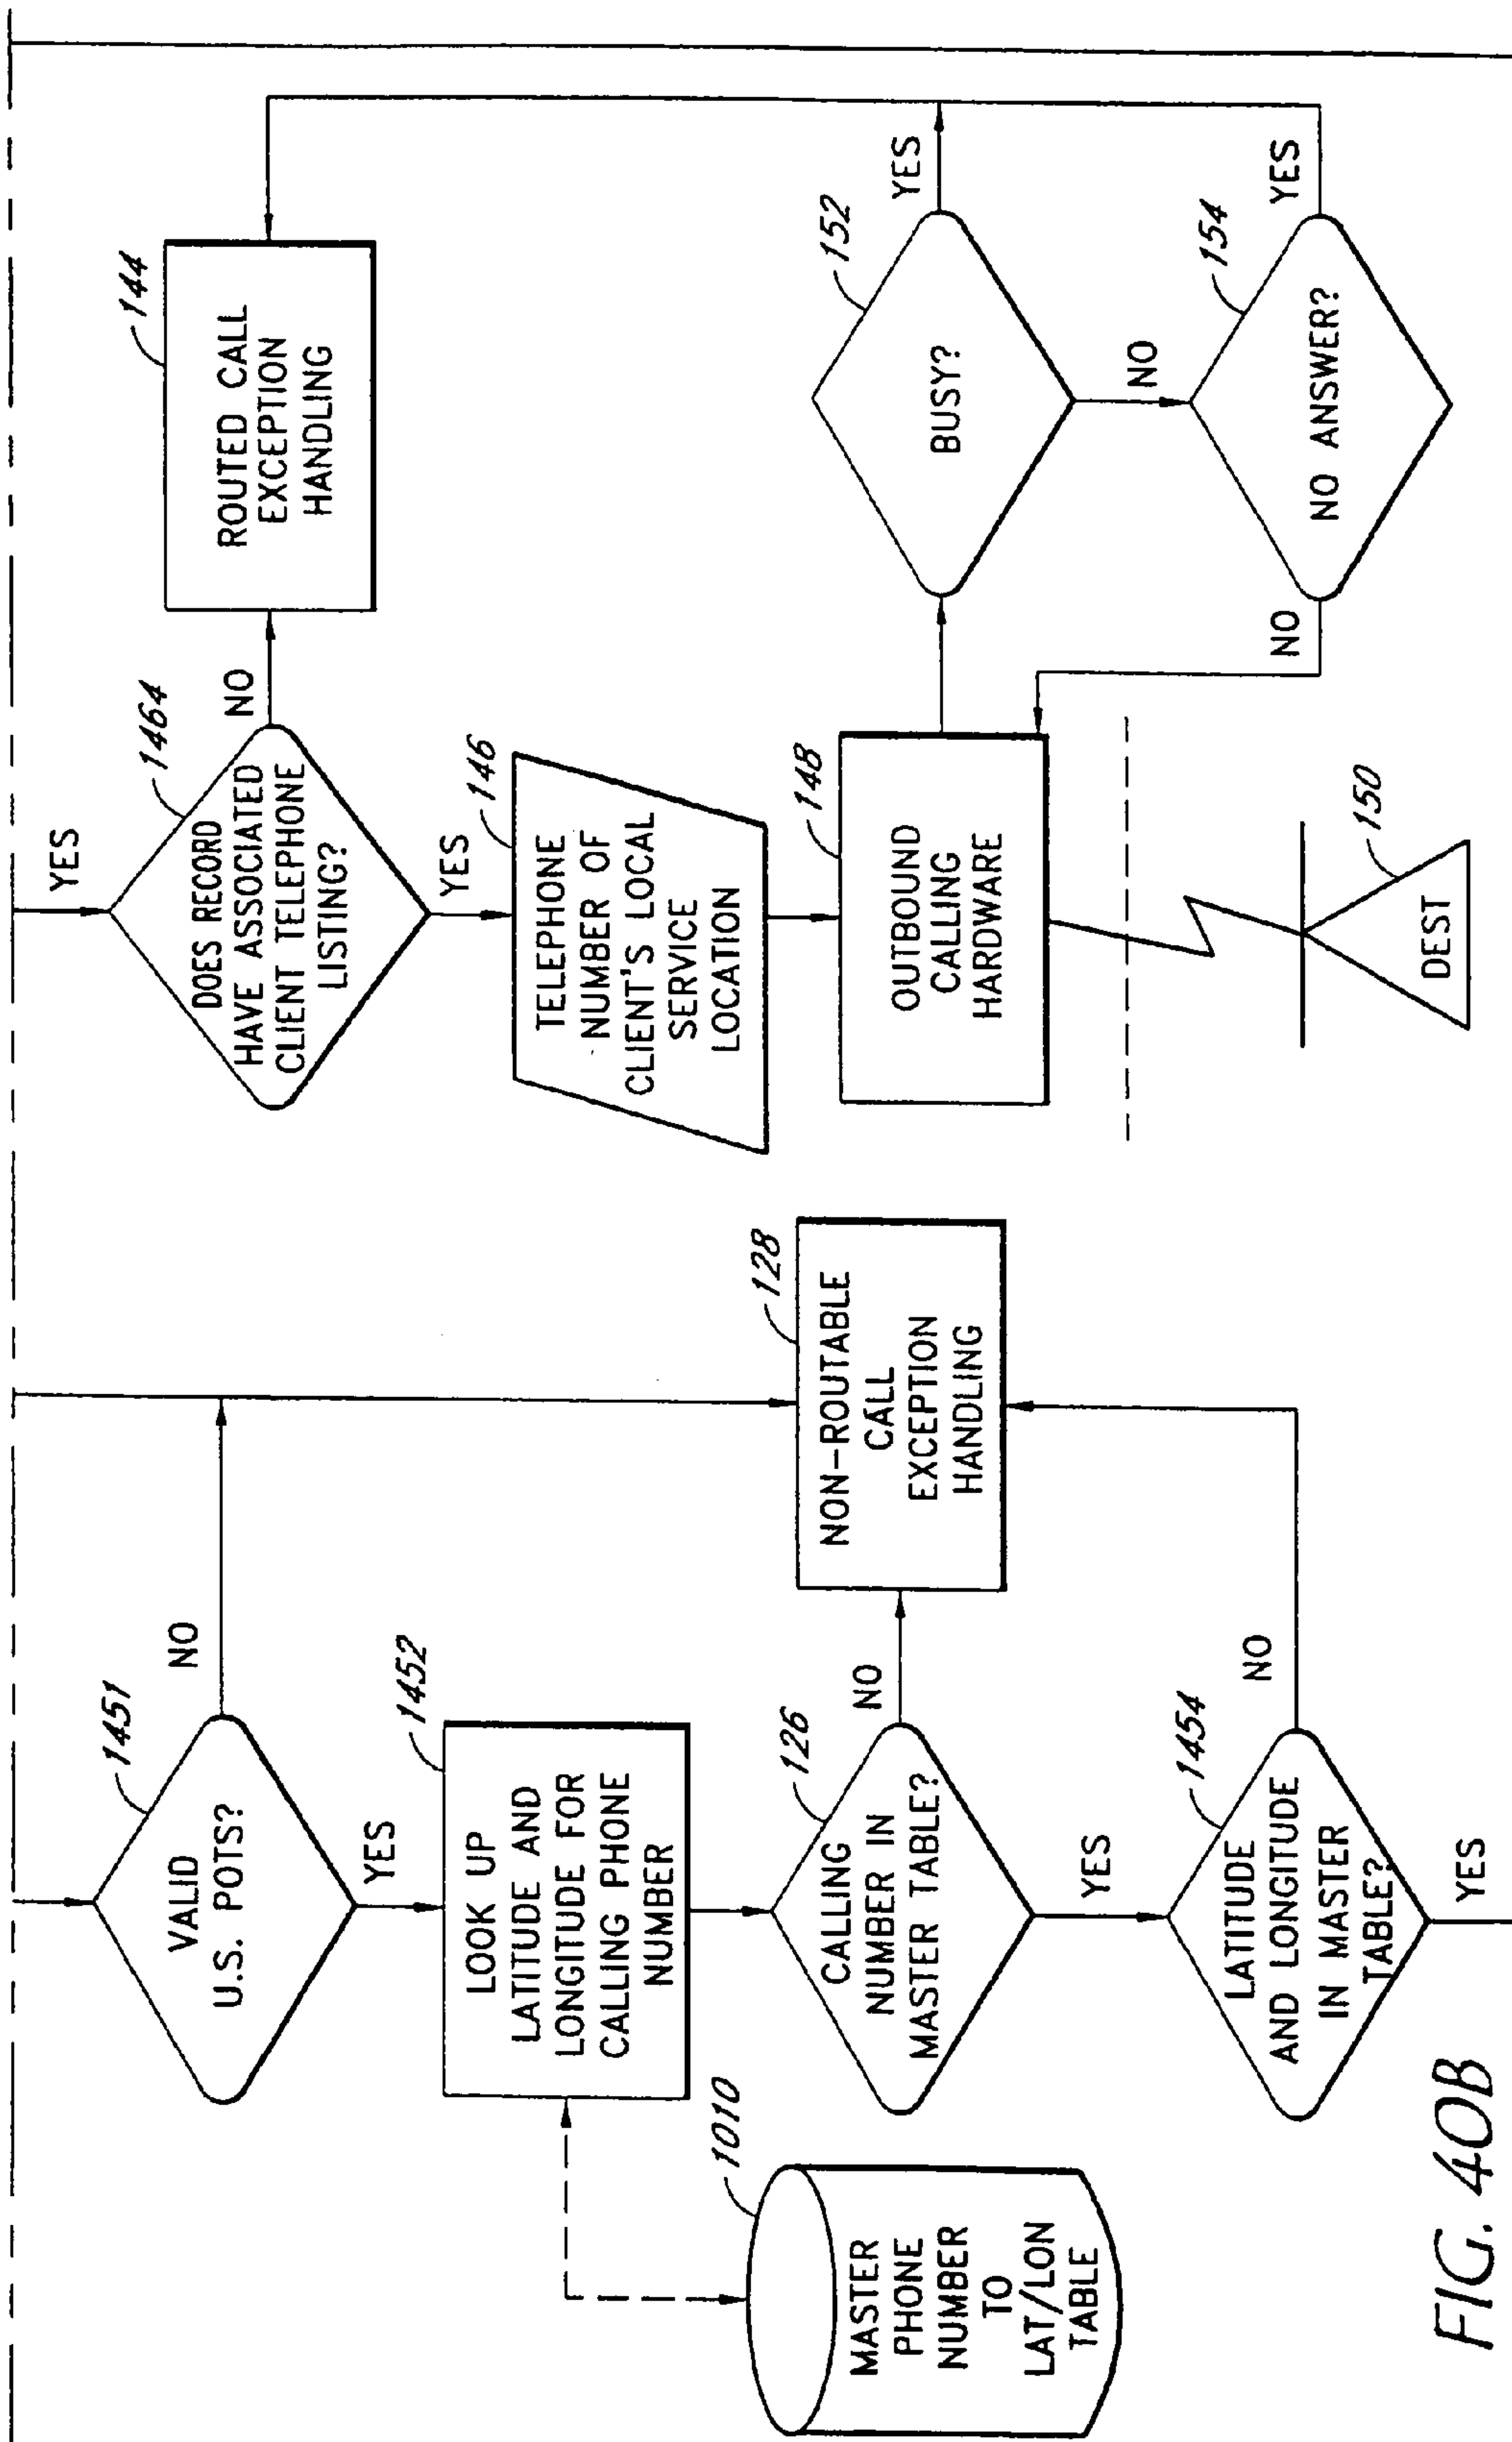 1451
VALID
U.S. POTS?
NO
YES
1452
LOOK UP
LATITUDE AND
LONGITUDE FOR
CALLING PHONE
NUMBER
1010
MASTER
PHONE
NUMBER
TO
LAT/LON
TABLE
126
CALLING
NUMBER IN
MASTER TABLE?
NO
YES
128
NON-ROUTABLE
CALL
EXCEPTION
HANDLING
1454
LATITUDE
AND LONGITUDE
IN MASTER
TABLE?
NO
YES
YES
1464
DOES RECORD
HAVE ASSOCIATED
CLIENT TELEPHONE
LISTING?
NO
YES
144
ROUTED CALL
EXCEPTION
HANDLING
146
TELEPHONE
NUMBER OF
CLIENT'S LOCAL
SERVICE
LOCATION
148
OUTBOUND
CALLING
HARDWARE
152
BUSY?
YES
NO
154
NO ANSWER?
YES
NO
150
DEST
FIG. 40B